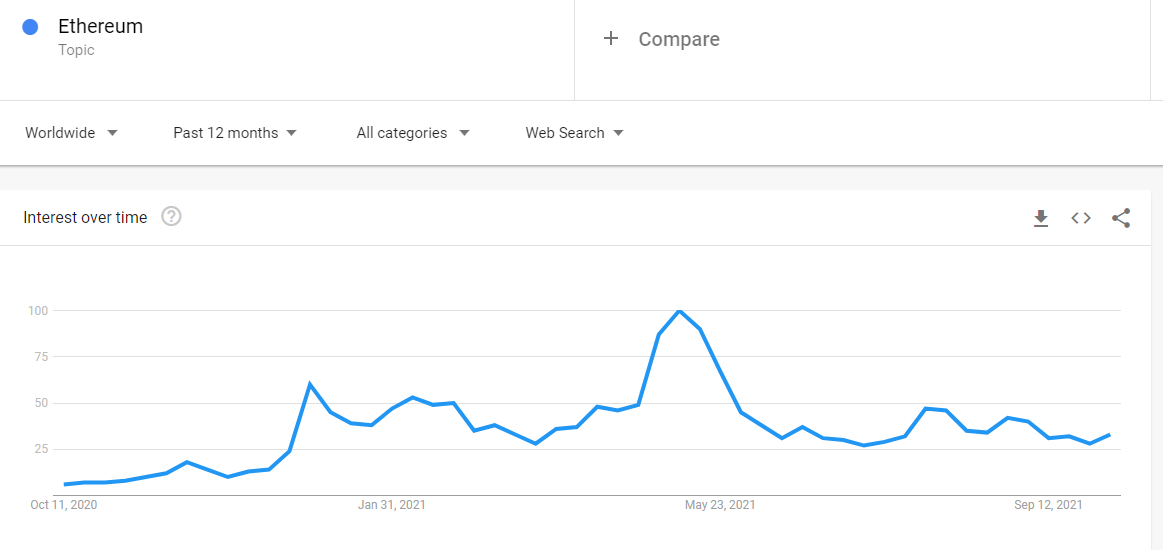 Ethereum
Topic
+ Compare
Worldwide Past 12 months All categories Web Search
Interest over time ?
100
75
50
25
Oct 11, 2020 Jan 31, 2021 May 23, 2021 Sep 12, 2021